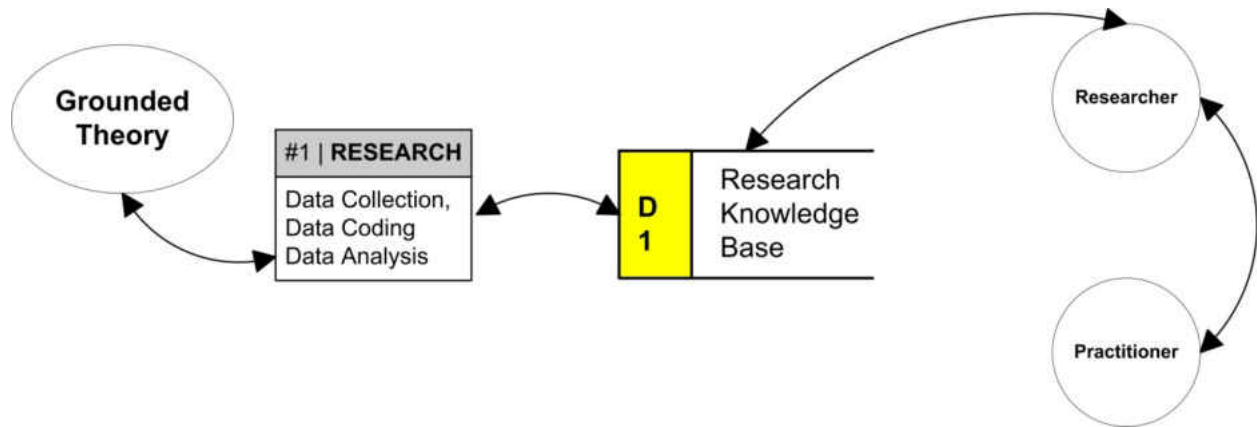 Grounded
Theory
#1 | RESEARCH
Data Collection,
Data Coding
Data Analysis
D
1
Research
Knowledge
Base
Researcher
Practitioner